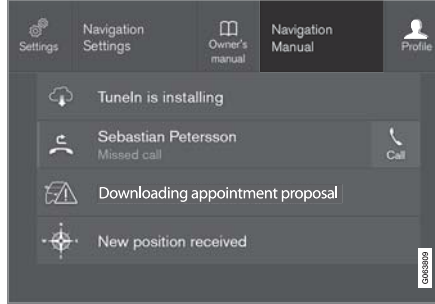 Settings
Navigation
Settings
Owner's
manual
Navigation
Manual
Profile
TuneIn is installing
Sebastian Petersson
Missed call
Call
Downloading appointment proposal
New position received
G063809